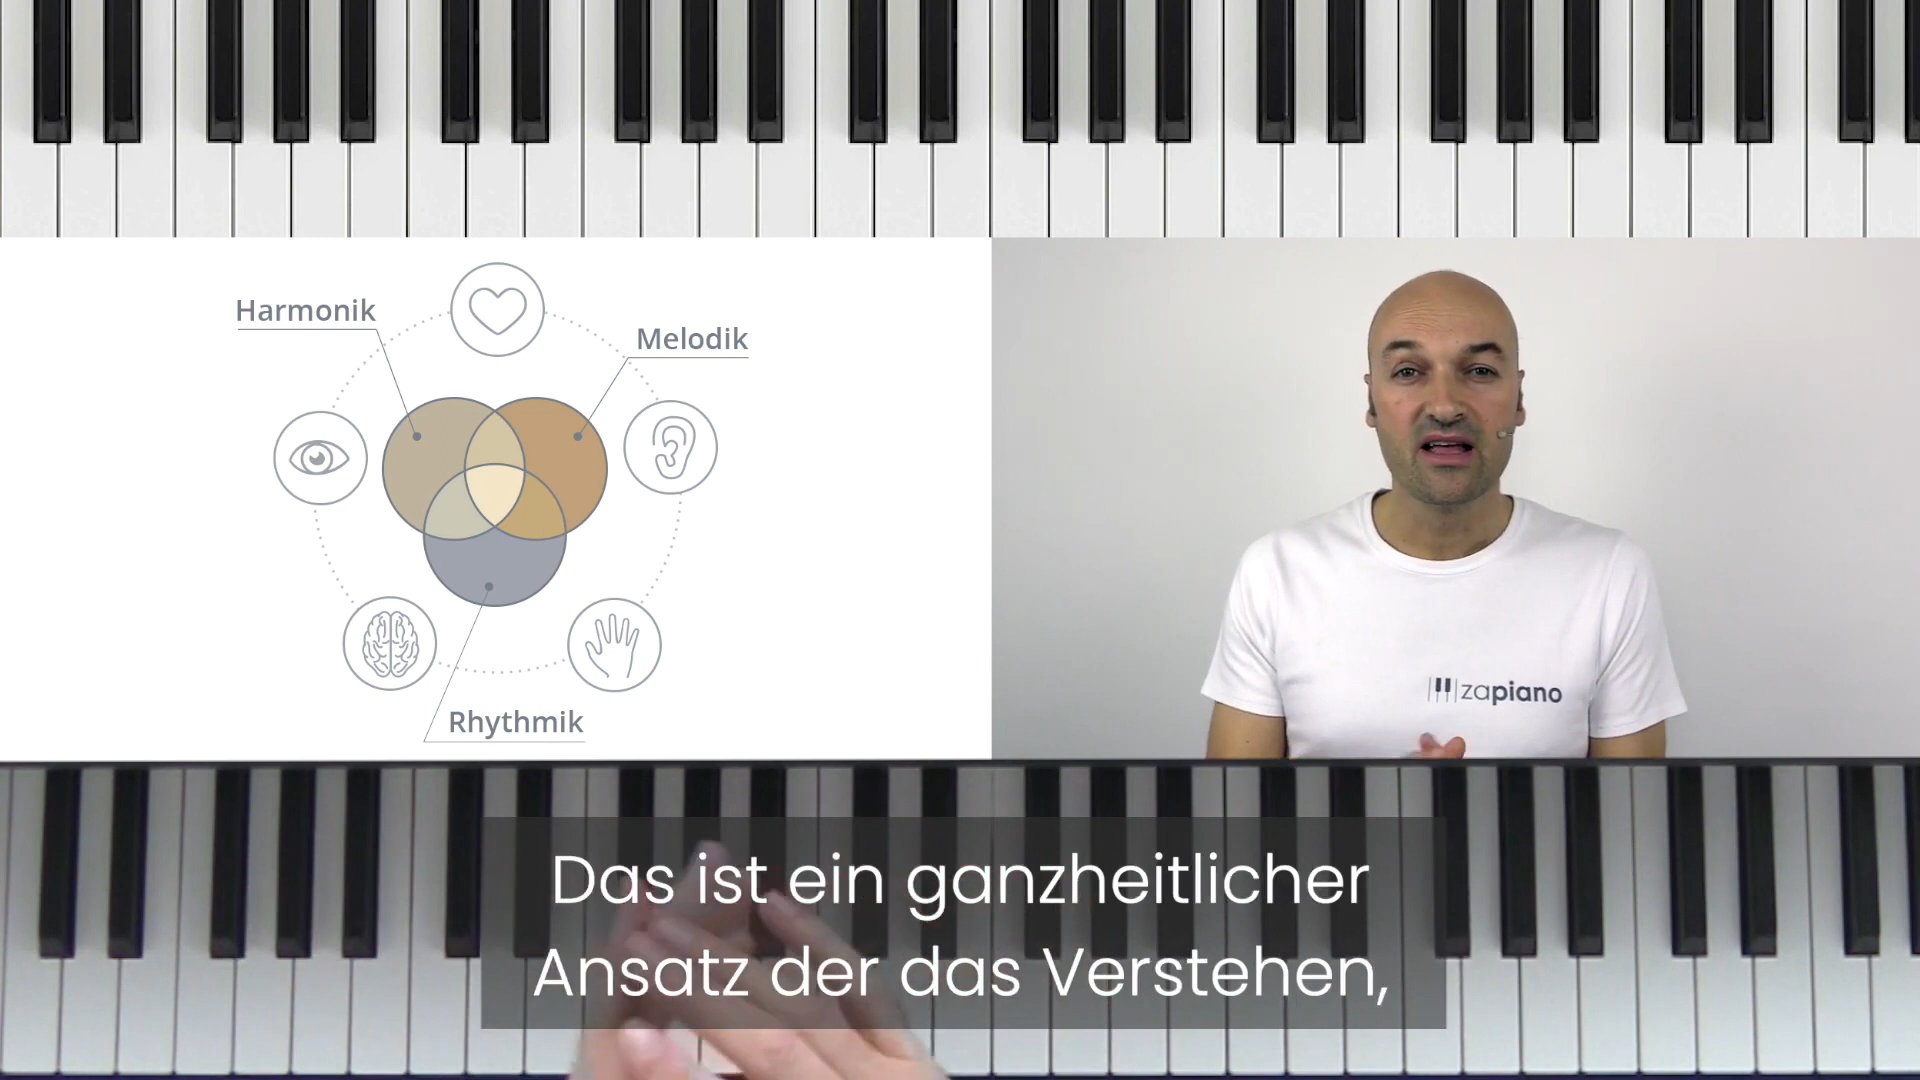 Harmonik
Melodik
Rhythmik
zapiano
Das ist ein ganzheitlicher
Ansatz der das Verstehen,